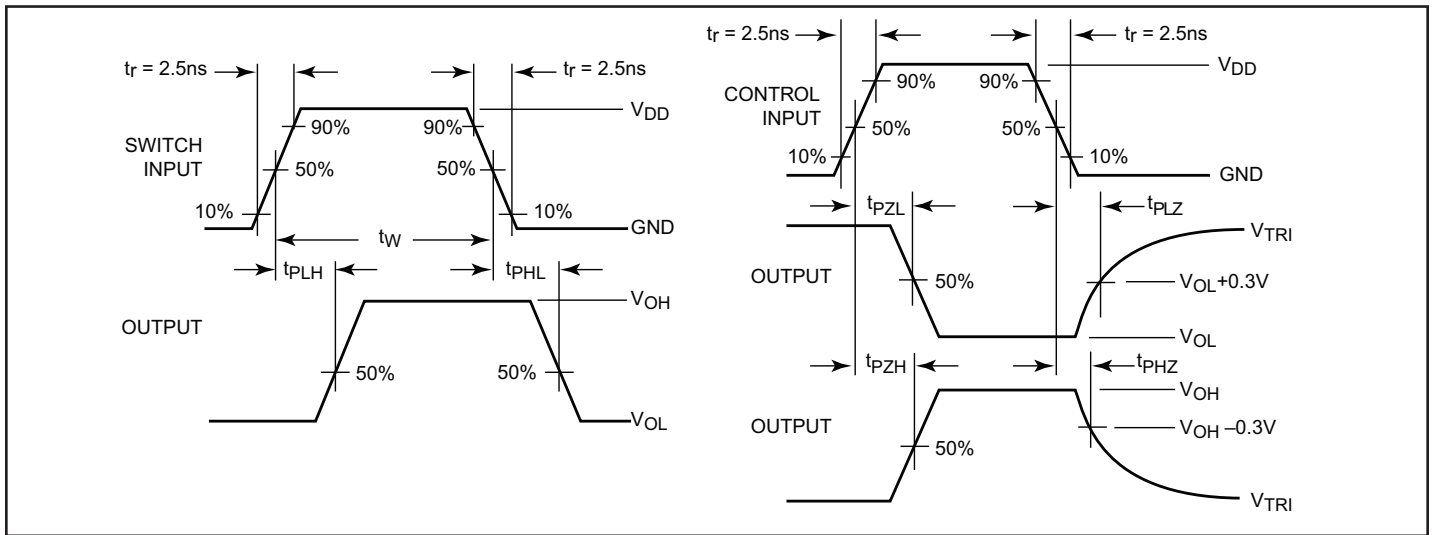 tr = 2.5ns
tr = 2.5ns
VDD
90%
90%
SWITCH
INPUT
50%
50%
10%
10%
GND
tW
tPLH
tPHL
VOH
OUTPUT
50%
50%
VOL
tr = 2.5ns
tr = 2.5ns
VDD
90%
90%
CONTROL
INPUT
50%
50%
10%
10%
GND
tPZL
tPLZ
VTRI
OUTPUT
50%
VOL+0.3V
VOL
tPZH
tPHZ
VOH
OUTPUT
VOH –0.3V
50%
VTRI